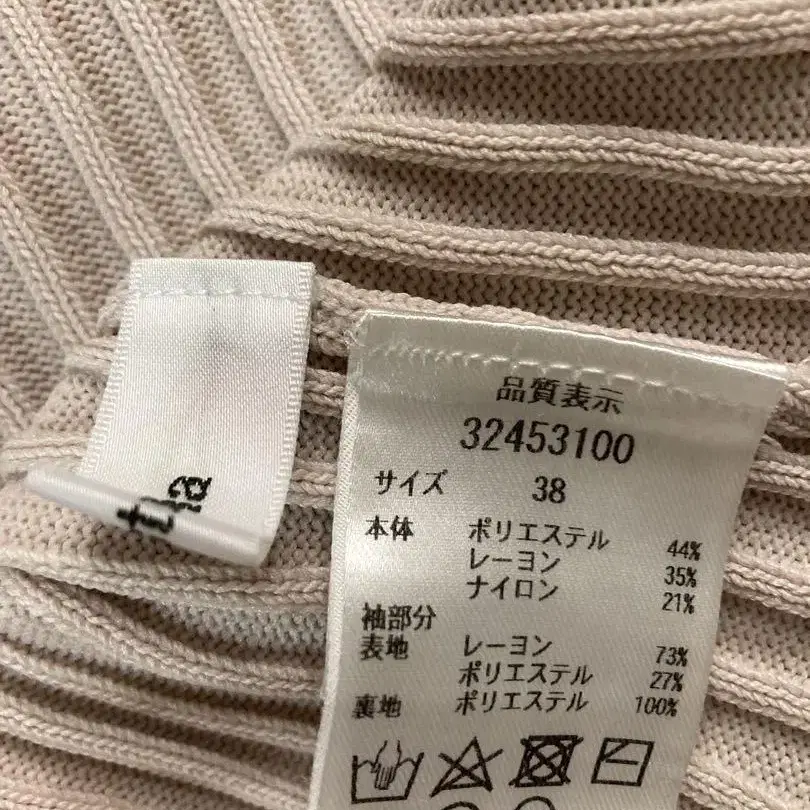 品質表示
32453100
サイズ 38
本体 ポリエステル 44%
レーヨン 35%
ナイロン 21%
袖部分
表地 レーヨン 73%
ポリエステル 27%
裏地 ポリエステル 100%